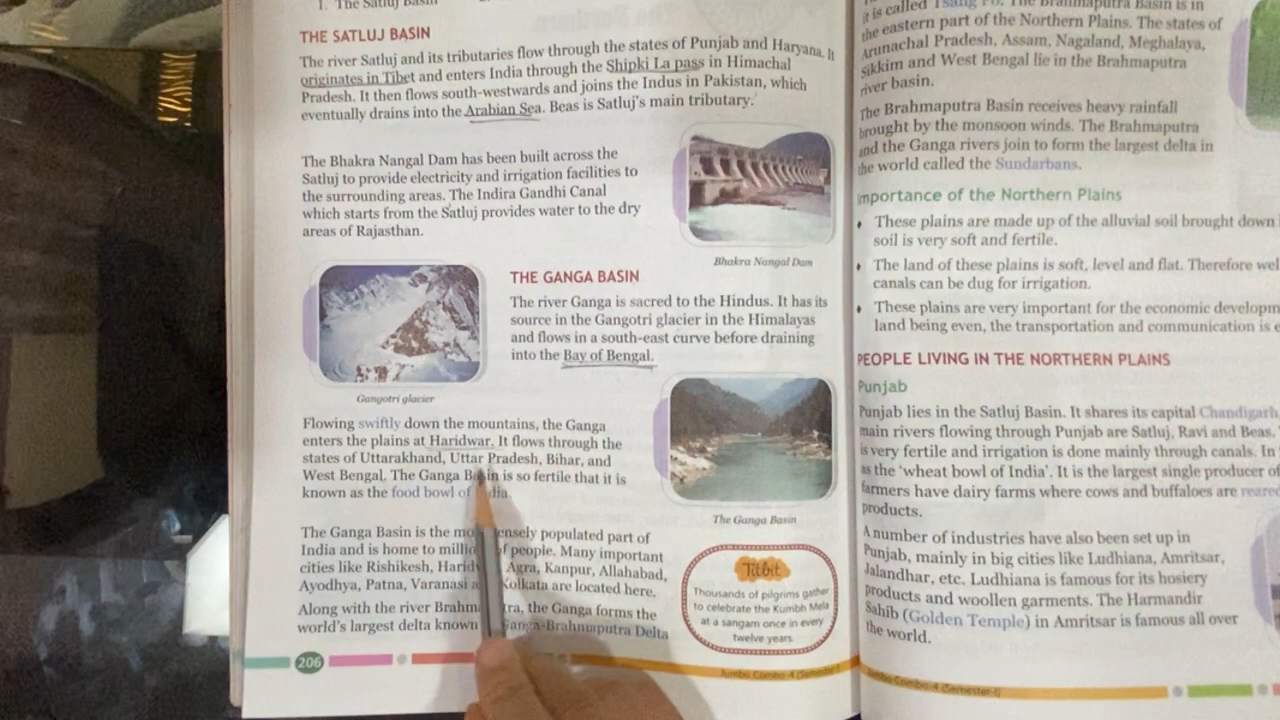 1. The Satluj Basin
THE SATLUJ BASIN
The river Satluj and its tributaries flow through the states of Punjab and Haryana. It
originates in Tibet and enters India through the Shipki La pass in Himachal
Pradesh. It then flows south-westwards and joins the Indus in Pakistan, which
eventually drains into the Arabian Sea. Beas is Satluj's main tributary.
The Bhakra Nangal Dam has been built across the
Satluj to provide electricity and irrigation facilities to
the surrounding areas. The Indira Gandhi Canal
which starts from the Satluj provides water to the dry
areas of Rajasthan.
Bhakra Nangal Dam
THE GANGA BASIN
The river Ganga is sacred to the Hindus. It has its
source in the Gangotri glacier in the Himalayas
and flows in a south-east curve before draining
into the Bay of Bengal.
Gangotri glacier
Flowing swiftly down the mountains, the Ganga
enters the plains at Haridwar. It flows through the
states of Uttarakhand, Uttar Pradesh, Bihar, and
West Bengal. The Ganga Basin is so fertile that it is
known as the food bowl of
The Ganga Basin
The Ganga Basin is the populated part of
India and is home to people. Many important
cities like Rishikesh, Agra, Kanpur, Allahabad,
Ayodhya, Patna, Varanasi Kolkata are located here.
Along with the river the Ganga forms the
world's largest delta known Ganga-Brahmaputra Delta
Titbit
Thousands of pilgrims gather
to celebrate the Kumbh Mela
at a sangam once in every
twelve years.
206
Jumbo Combo-4 (Semester-I)
it is called Tsang Po. The Brahmaputra Basin is in
the eastern part of the Northern Plains. The states of
Arunachal Pradesh, Assam, Nagaland, Meghalaya,
Sikkim and West Bengal lie in the Brahmaputra
river basin.
The Brahmaputra Basin receives heavy rainfall
brought by the monsoon winds. The Brahmaputra
and the Ganga rivers join to form the largest delta in
the world called the Sundarbans.
Importance of the Northern Plains
These plains are made up of the alluvial soil brought down
soil is very soft and fertile.
The land of these plains is soft, level and flat. Therefore
canals can be dug for irrigation.
These plains are very important for the economic
land being even, the transportation and communication is
PEOPLE LIVING IN THE NORTHERN PLAINS
Punjab
Punjab lies in the Satluj Basin. It shares its capital Chandigarh
main rivers flowing through Punjab are Satluj, Ravi and Beas.
is very fertile and irrigation is done mainly through canals. In
as the 'wheat bowl of India'. It is the largest single producer of
farmers have dairy farms where cows and buffaloes are reared
products.
A number of industries have also been set up in
Punjab, mainly in big cities like Ludhiana, Amritsar,
Jalandhar, etc. Ludhiana is famous for its hosiery
products and woollen garments. The Harmandir
Sahib (Golden Temple) in Amritsar is famous all over
the world.
Jumbo Combo-4 (Semester-I)